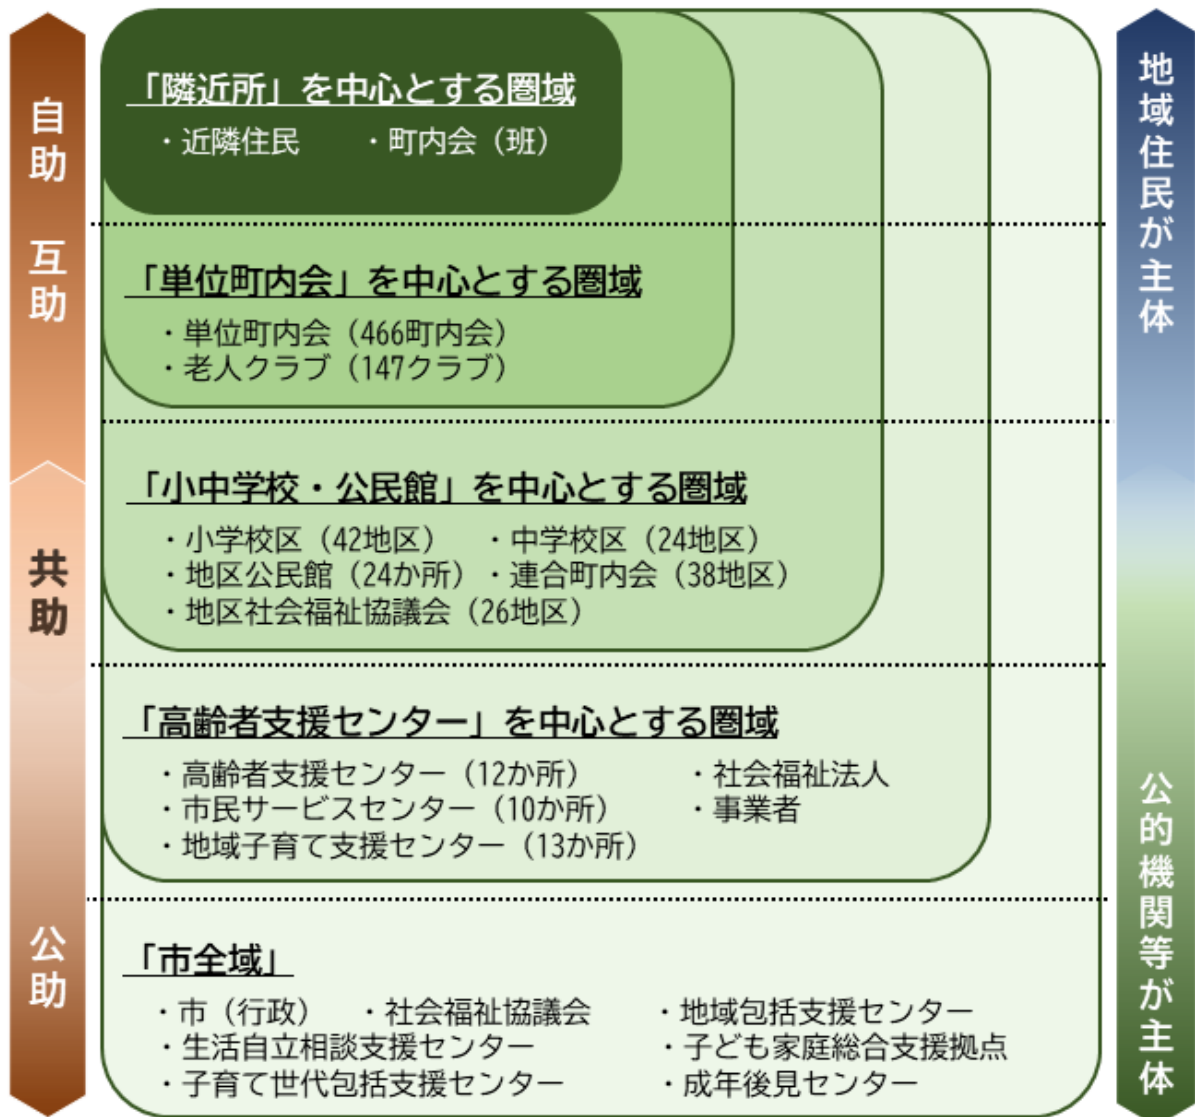 自助 互助
共助
公助
「隣近所」を中心とする圏域
・近隣住民 ・町内会（班）
「単位町内会」を中心とする圏域
・単位町内会（466町内会）
・老人クラブ（147クラブ）
「小中学校・公民館」を中心とする圏域
・小学校区（42地区） ・中学校区（24地区）
・地区公民館（24か所）・連合町内会（38地区）
・地区社会福祉協議会（26地区）
「高齢者支援センター」を中心とする圏域
・高齢者支援センター（12か所） ・社会福祉法人
・市民サービスセンター（10か所） ・事業者
・地域子育て支援センター（13か所）
「市全域」
・市（行政） ・社会福祉協議会 ・地域包括支援センター
・生活自立相談支援センター ・子ども家庭総合支援拠点
・子育て世代包括支援センター ・成年後見センター
地域住民が主体
公的機関等が主体